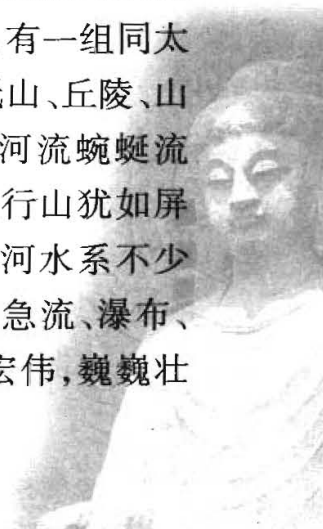 有一组同太
山、丘陵、山
河流蜿蜒流
行山犹如屏
河水系不少
急流、瀑布、
宏伟,巍巍壮